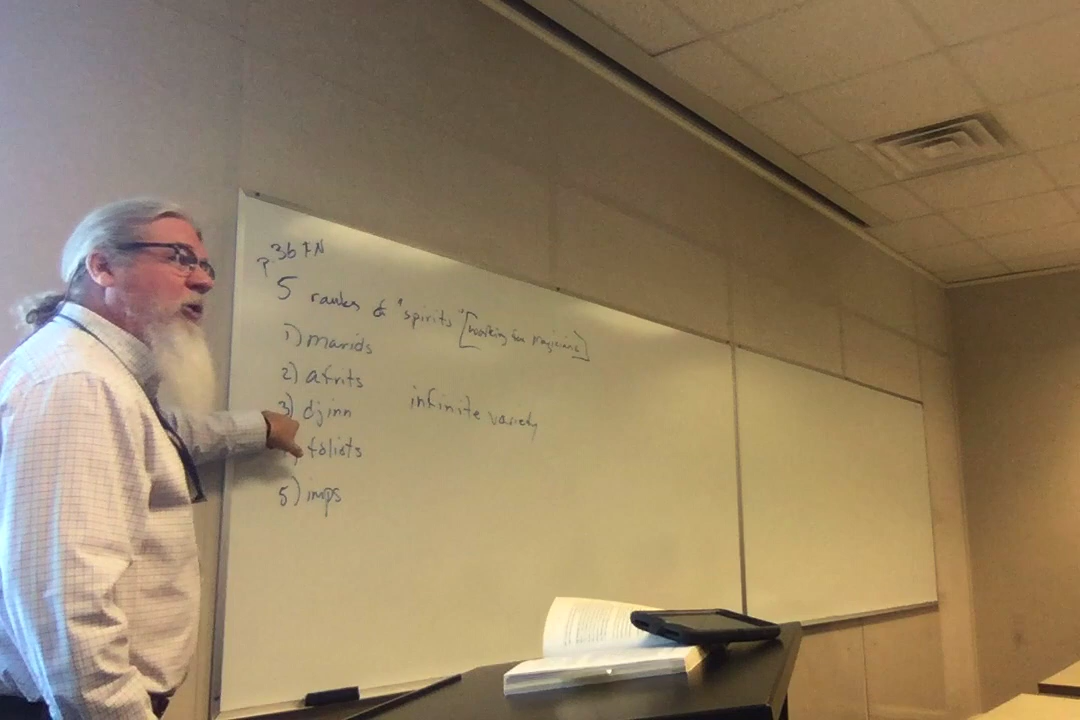 p 36 FN
5 ranks of "spirits" [working for magicians]
1) marids
2) afrits
3) djinn infinite variety
foliots
5) imps